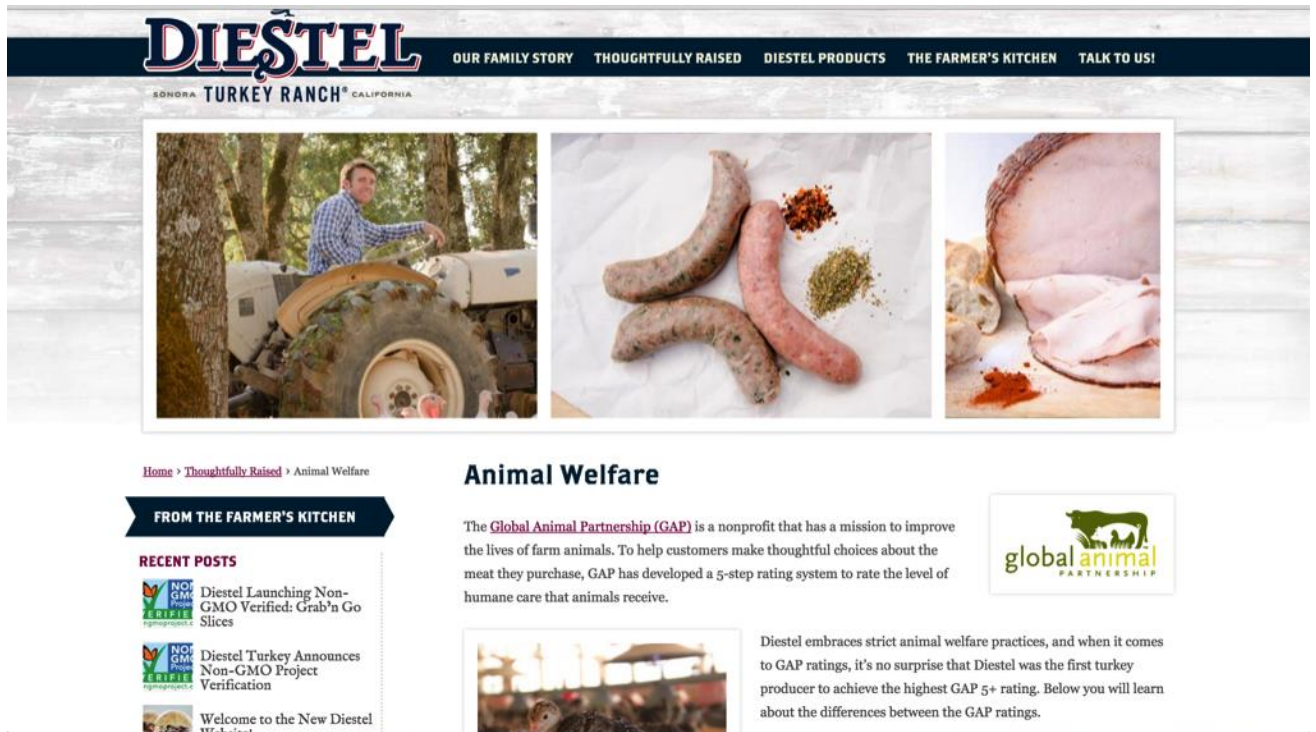 DIESTEL
SONORA TURKEY RANCH® CALIFORNIA
OUR FAMILY STORY THOUGHTFULLY RAISED DIESTEL PRODUCTS THE FARMER'S KITCHEN TALK TO US!
Home › Thoughtfully Raised › Animal Welfare
FROM THE FARMER'S KITCHEN
RECENT POSTS
Diestel Launching Non-
GMO Verified: Grab'n Go
Slices
Diestel Turkey Announces
Non-GMO Project
Verification
Welcome to the New Diestel
Website!
Animal Welfare
The Global Animal Partnership (GAP) is a nonprofit that has a mission to improve
the lives of farm animals. To help customers make thoughtful choices about the
meat they purchase, GAP has developed a 5-step rating system to rate the level of
humane care that animals receive.
global animal
PARTNERSHIP
Diestel embraces strict animal welfare practices, and when it comes
to GAP ratings, it's no surprise that Diestel was the first turkey
producer to achieve the highest GAP 5+ rating. Below you will learn
about the differences between the GAP ratings.